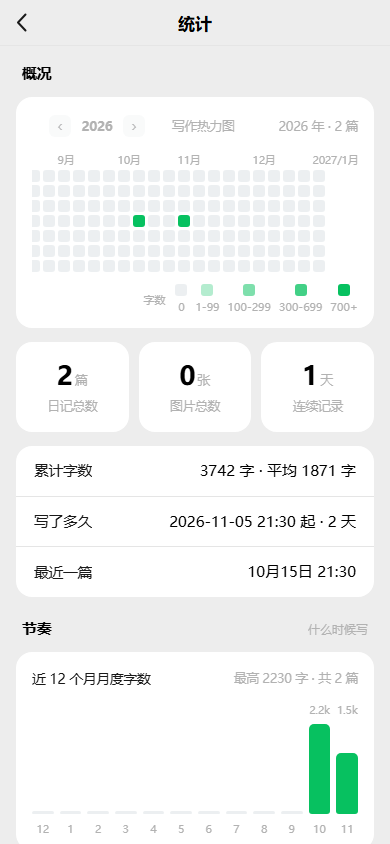 统计
概况
‹ 2026 › 写作热力图 2026 年 · 2 篇
9月 10月 11月 12月 2027/1月
字数 0 1-99 100-299 300-699 700+
2篇 0张 1天
日记总数 图片总数 连续记录
累计字数 3742 字 · 平均 1871 字
写了多久 2026-11-05 21:30 起 · 2 天
最近一篇 10月15日 21:30
节奏 什么时候写
近 12 个月月度字数 最高 2230 字 · 共 2 篇
2.2k 1.5k
12 1 2 3 4 5 6 7 8 9 10 11